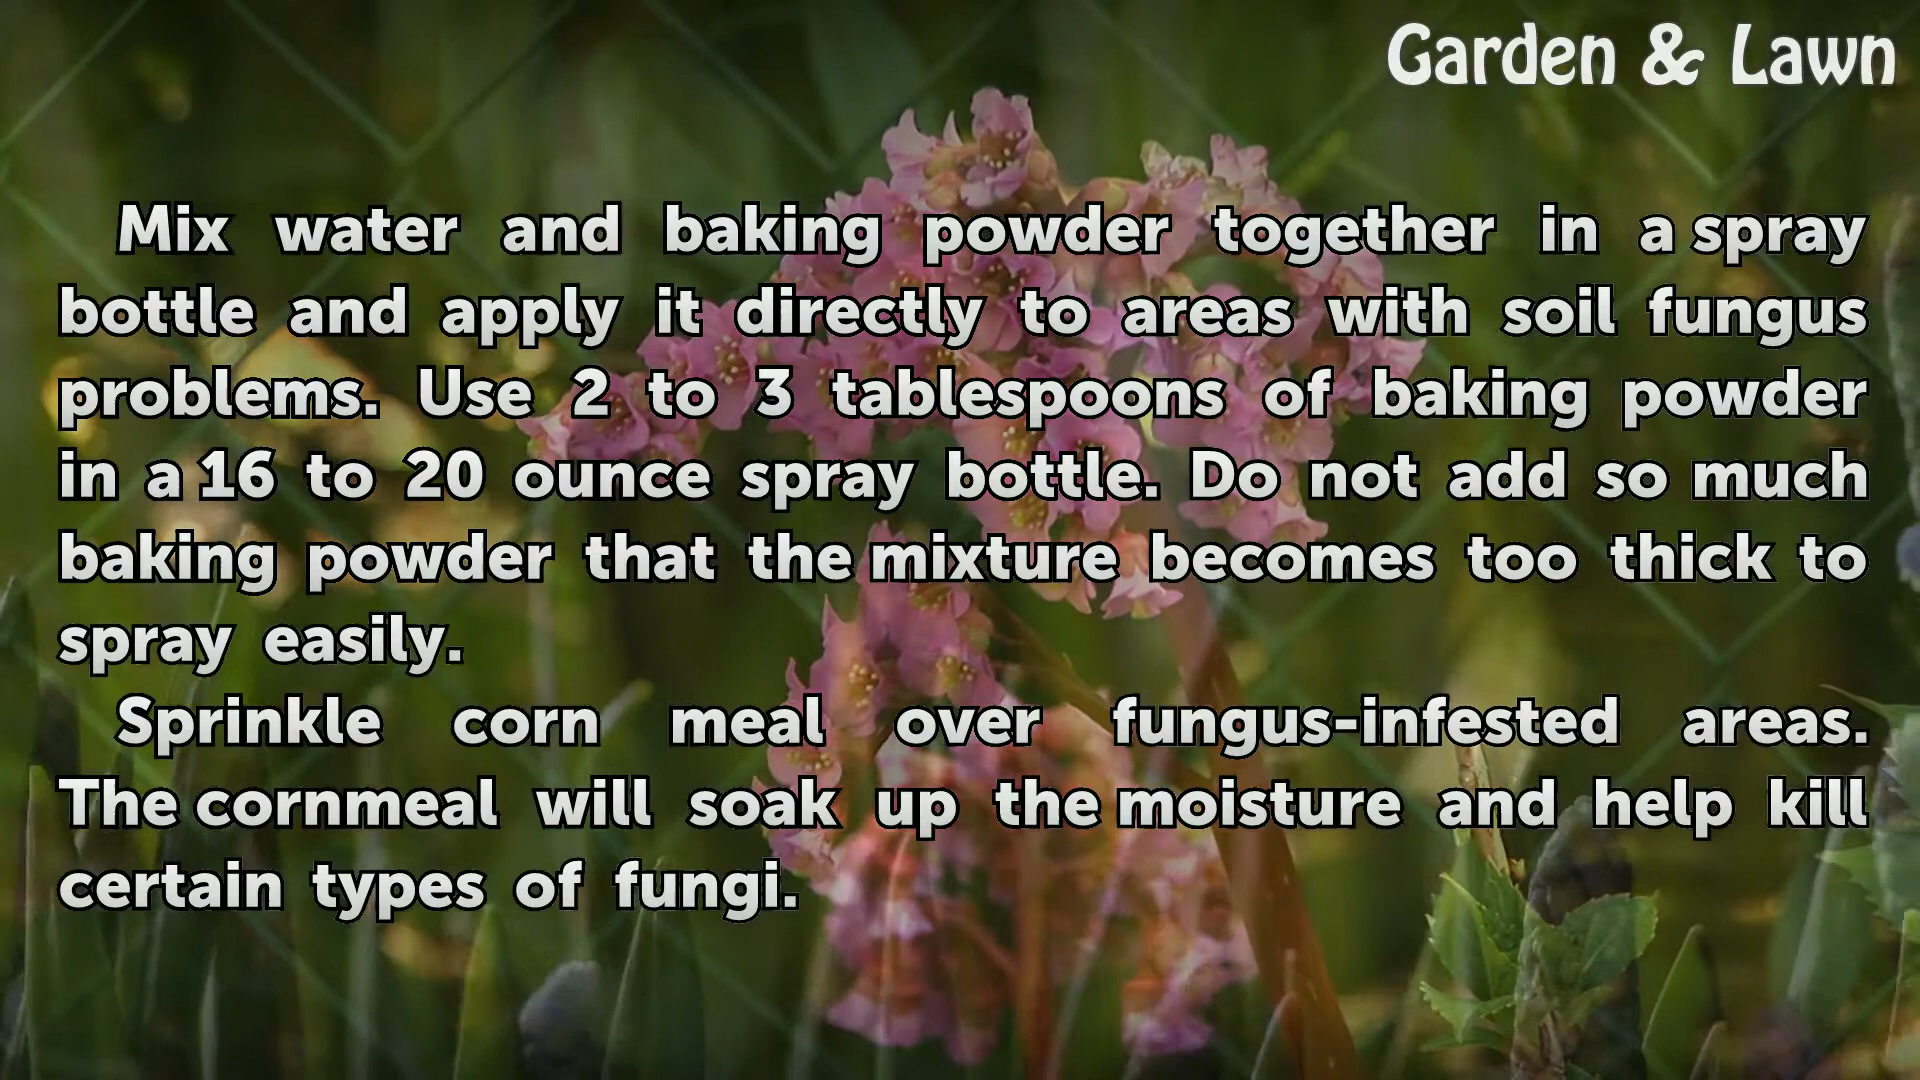 Garden & Lawn
Mix water and baking powder together in a spray
bottle and apply it directly to areas with soil fungus
problems. Use 2 to 3 tablespoons of baking powder
in a 16 to 20 ounce spray bottle. Do not add so much
baking powder that the mixture becomes too thick to
spray easily.
Sprinkle corn meal over fungus-infested areas.
The cornmeal will soak up the moisture and help kill
certain types of fungi.